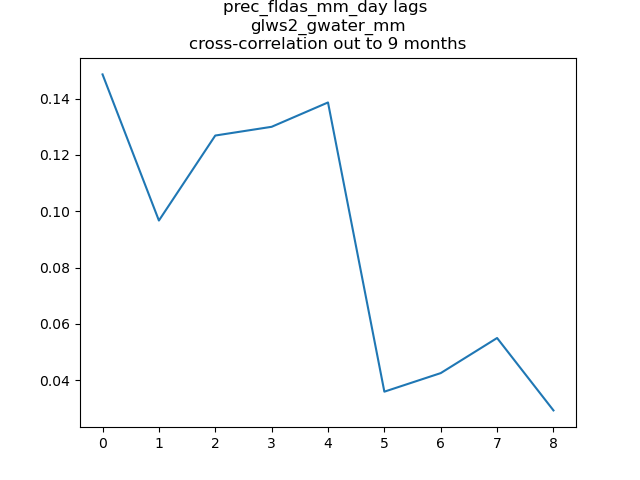 prec_fldas_mm_day lags
glws2_gwater_mm
cross-correlation out to 9 months
0.14
0.12
0.10
0.08
0.06
0.04
0 1 2 3 4 5 6 7 8